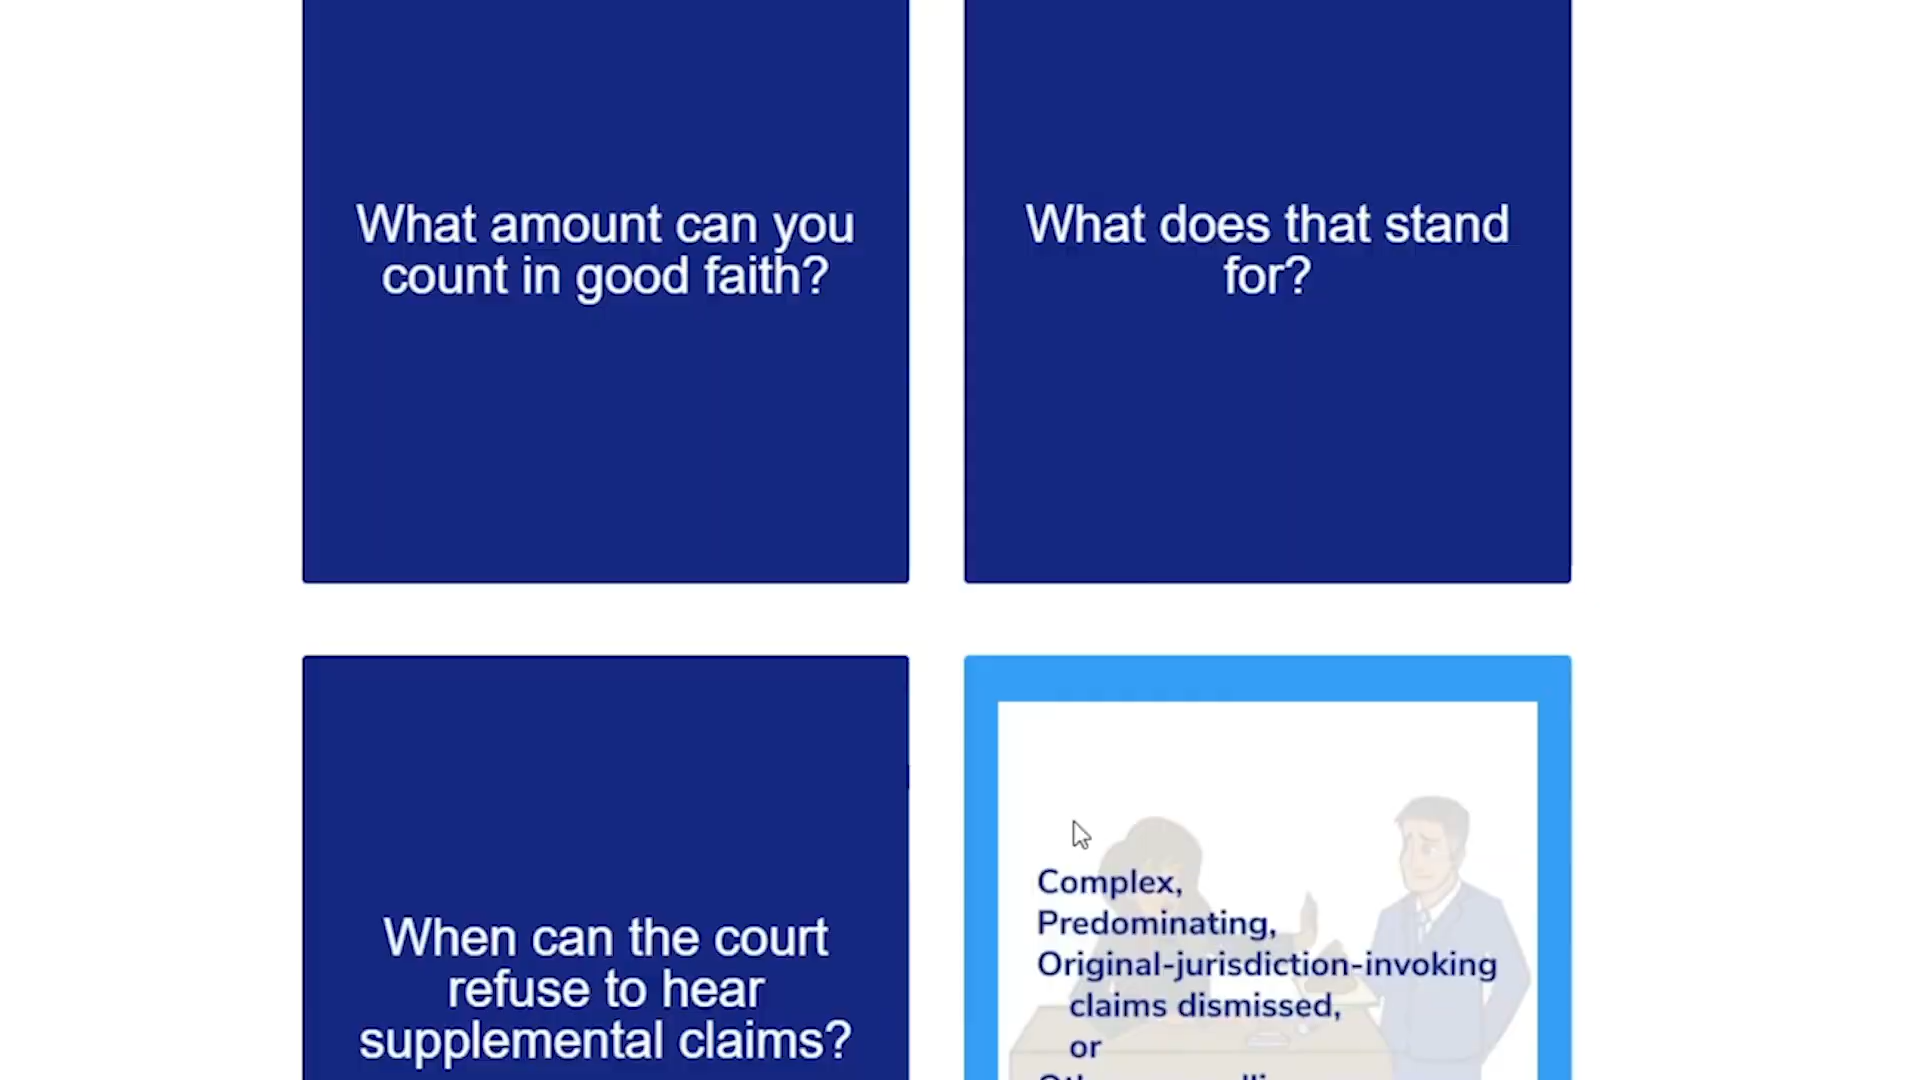 What amount can you
count in good faith?
What does that stand
for?
When can the court
refuse to hear
supplemental claims?
Complex,
Predominating,
Original-jurisdiction-invoking
claims dismissed,
or